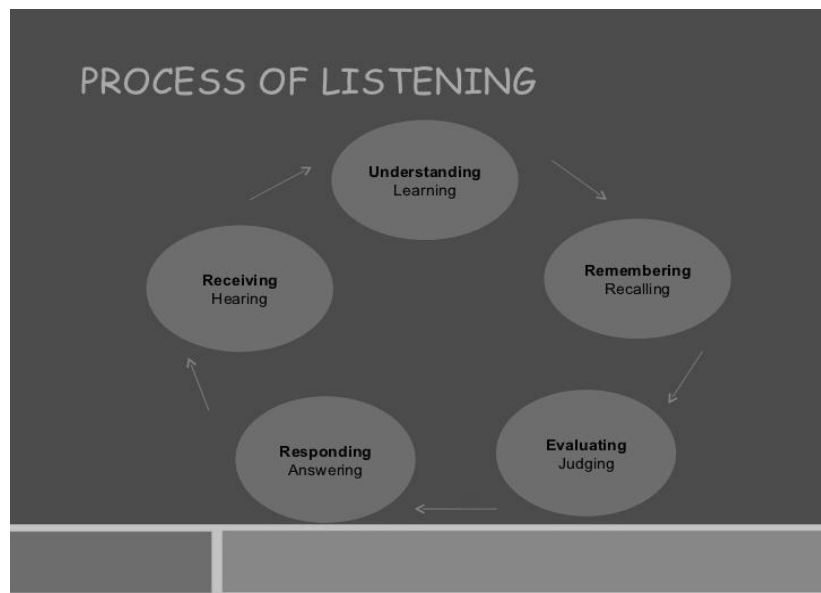 PROCESS OF LISTENING
Understanding
Learning
Receiving
Hearing
Remembering
Recalling
Responding
Answering
Evaluating
Judging